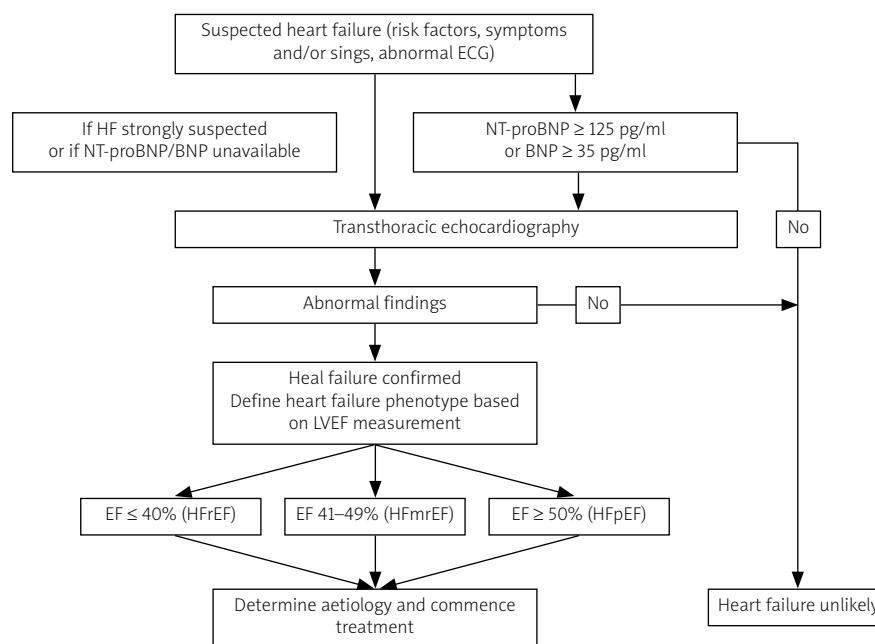 Suspected heart failure (risk factors, symptoms
and/or sings, abnormal ECG)
If HF strongly suspected
or if NT-proBNP/BNP unavailable
NT-proBNP ≥ 125 pg/ml
or BNP ≥ 35 pg/ml
Transthoracic echocardiography
No
Abnormal findings
No
Heal failure confirmed
Define heart failure phenotype based
on LVEF measurement
EF ≤ 40% (HFrEF)
EF 41–49% (HFmrEF)
EF ≥ 50% (HFpEF)
Determine aetiology and commence
treatment
Heart failure unlikely